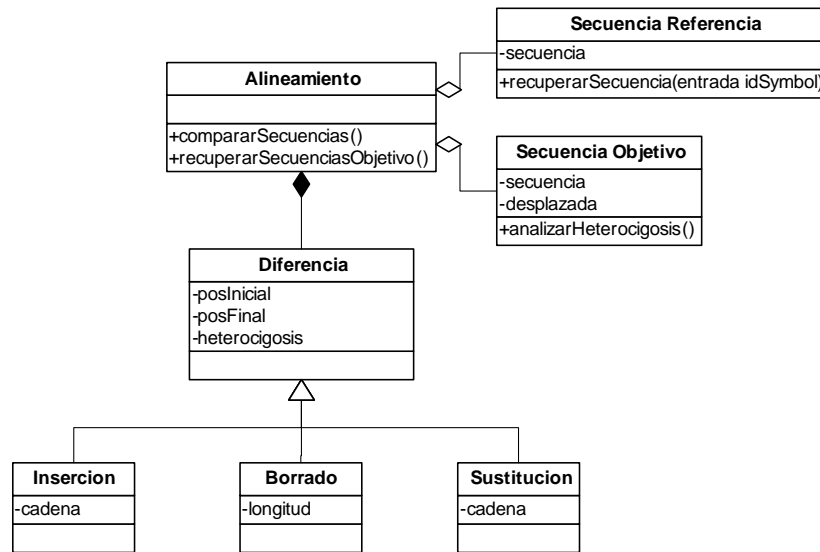 Secuencia Referencia
-secuencia
+recuperarSecuencia(entrada idSymbol)
Alineamiento
+compararSecuencias()
+recuperarSecuenciasObjetivo()
Secuencia Objetivo
-secuencia
-desplazada
+analizarHeterocigosis()
Diferencia
-posInicial
-posFinal
-heterocigosis
Insercion
-cadena
Borrado
-longitud
Sustitucion
-cadena